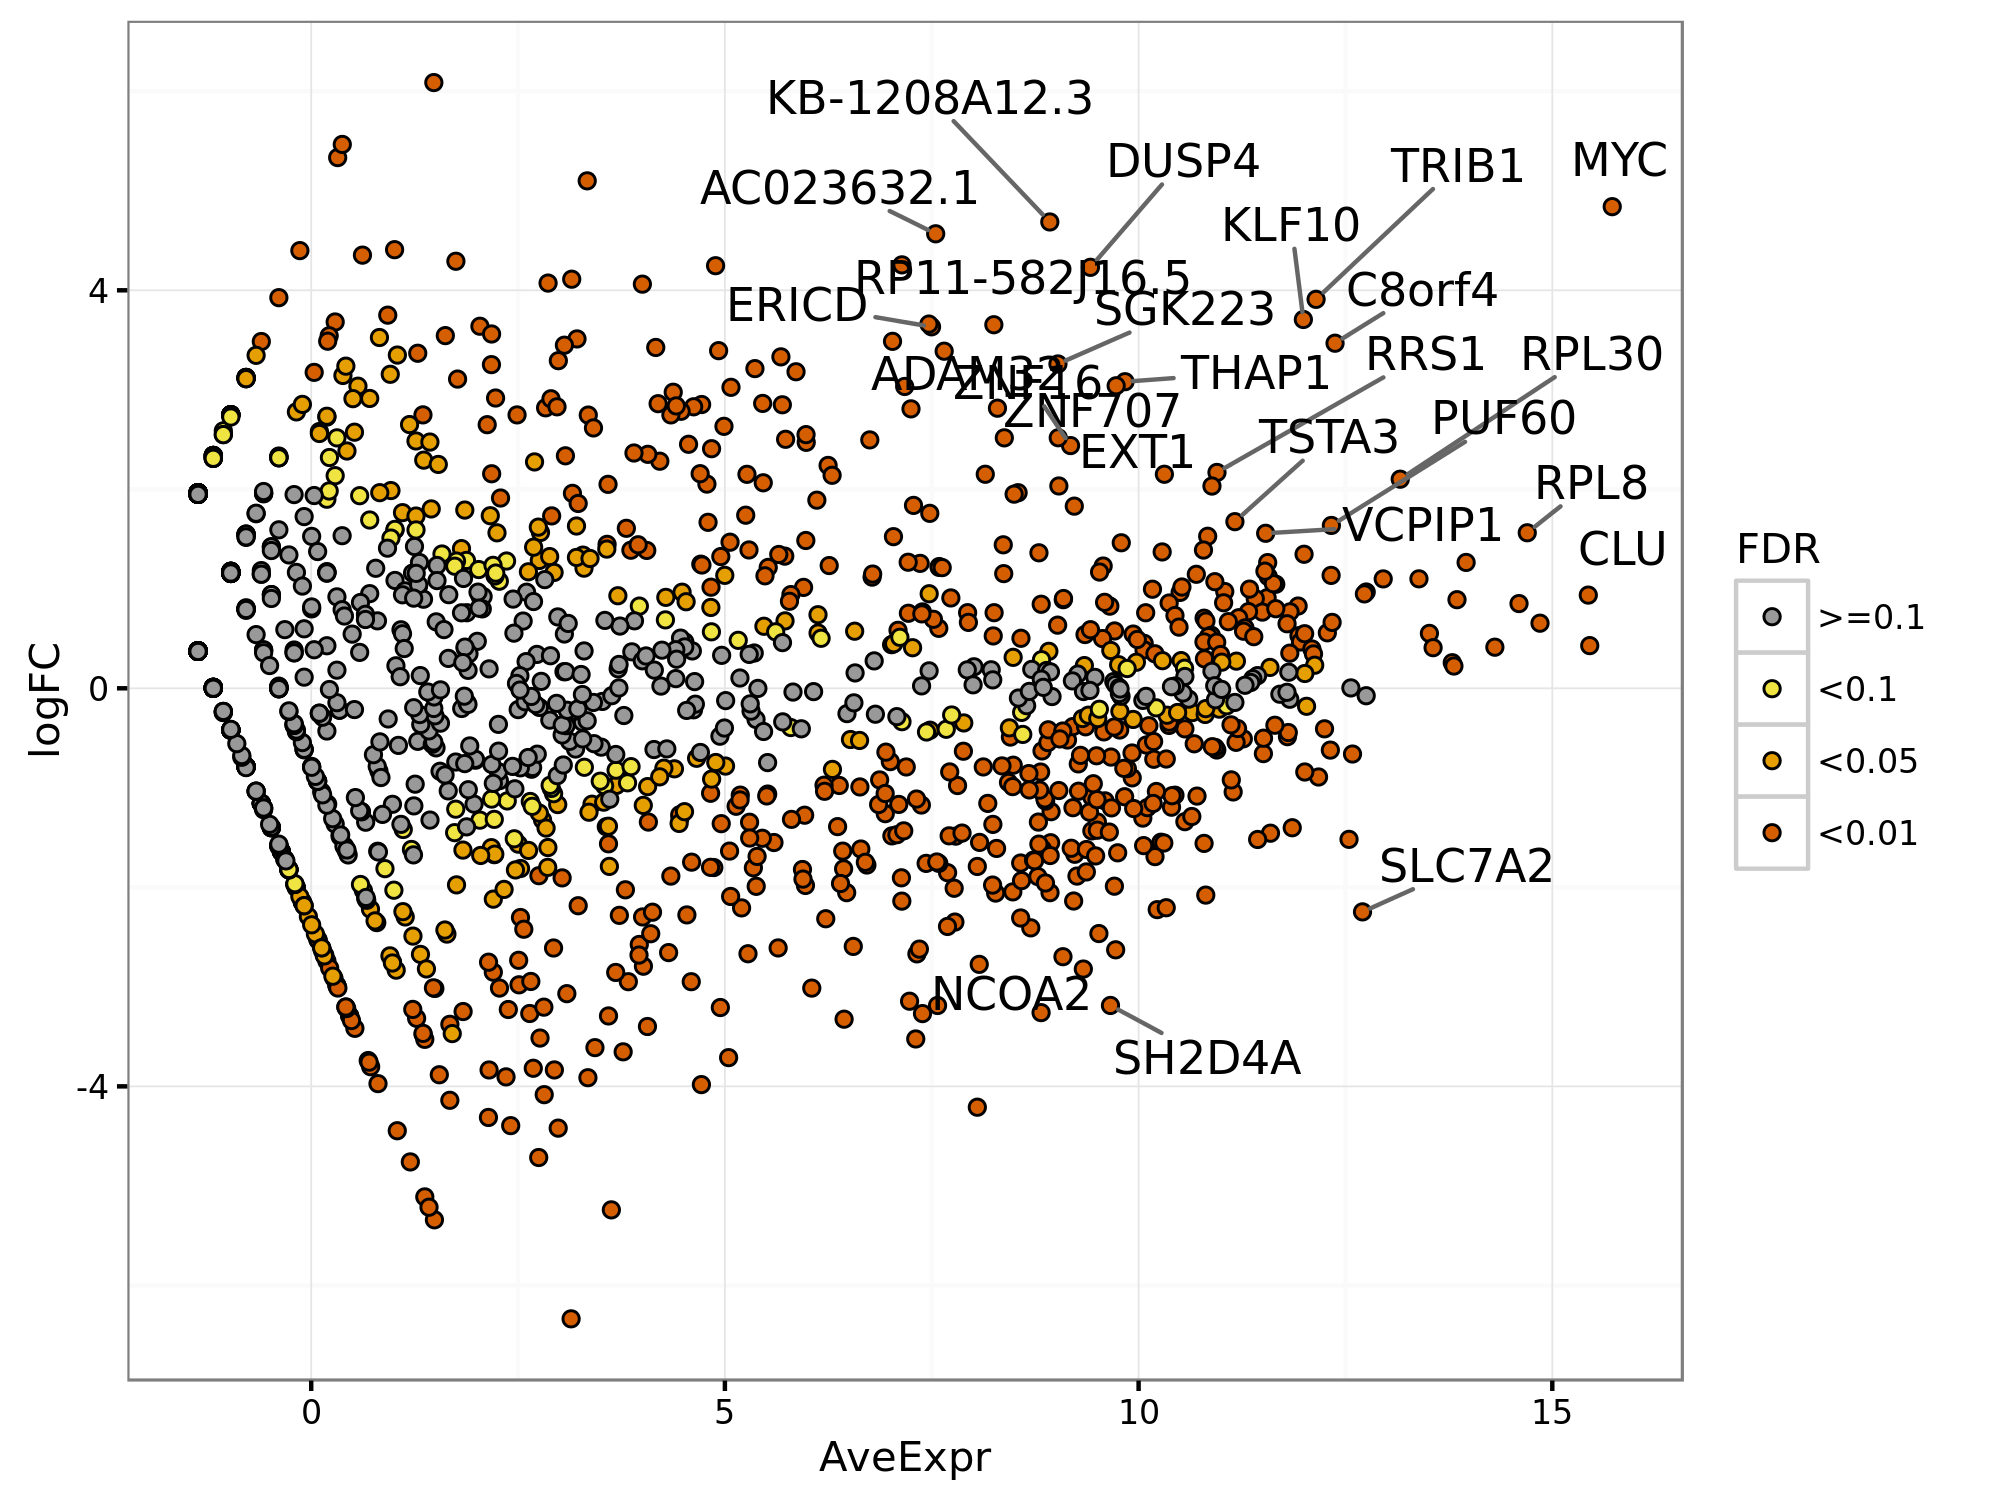 KB-1208A12.3
DUSP4
TRIB1
MYC
AC023632.1
KLF10
RP11-582J16.5
C8orf4
ERICD
SGK223
RRS1
RPL30
ADAM32
ZNF16
THAP1
ZNF707
PUF60
TSTA3
EXT1
RPL8
VCPIP1
CLU
SLC7A2
NCOA2
SH2D4A
4
0
-4
logFC
0
5
10
15
AveExpr
FDR
>=0.1
<0.1
<0.05
<0.01